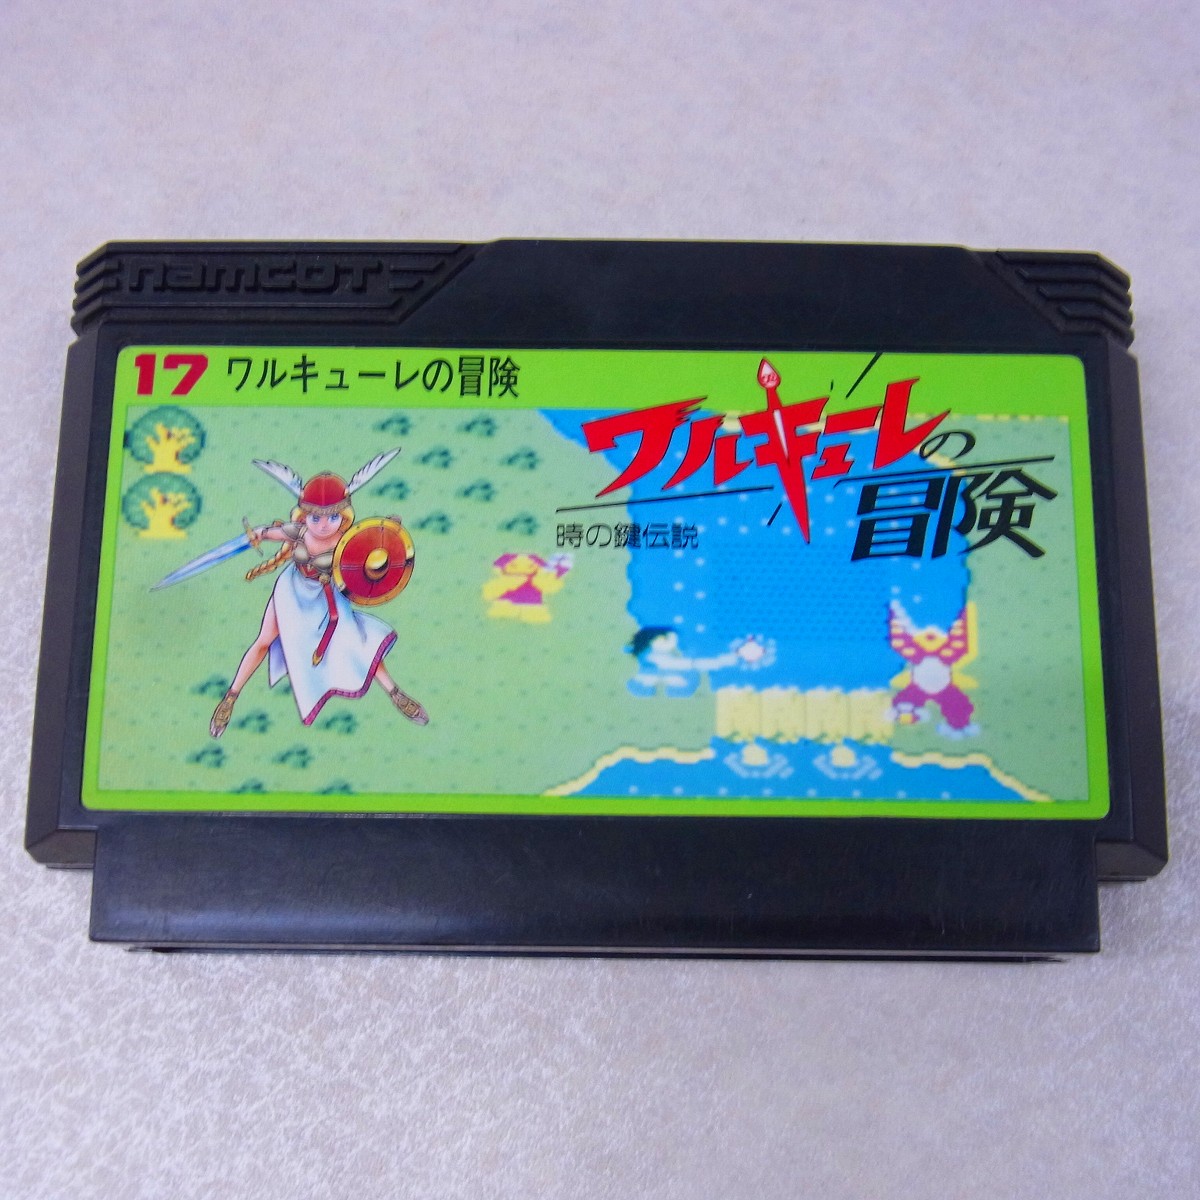 namcot
17 ワルキューレの冒険
ワルキューレの
冒険
時の鍵伝説